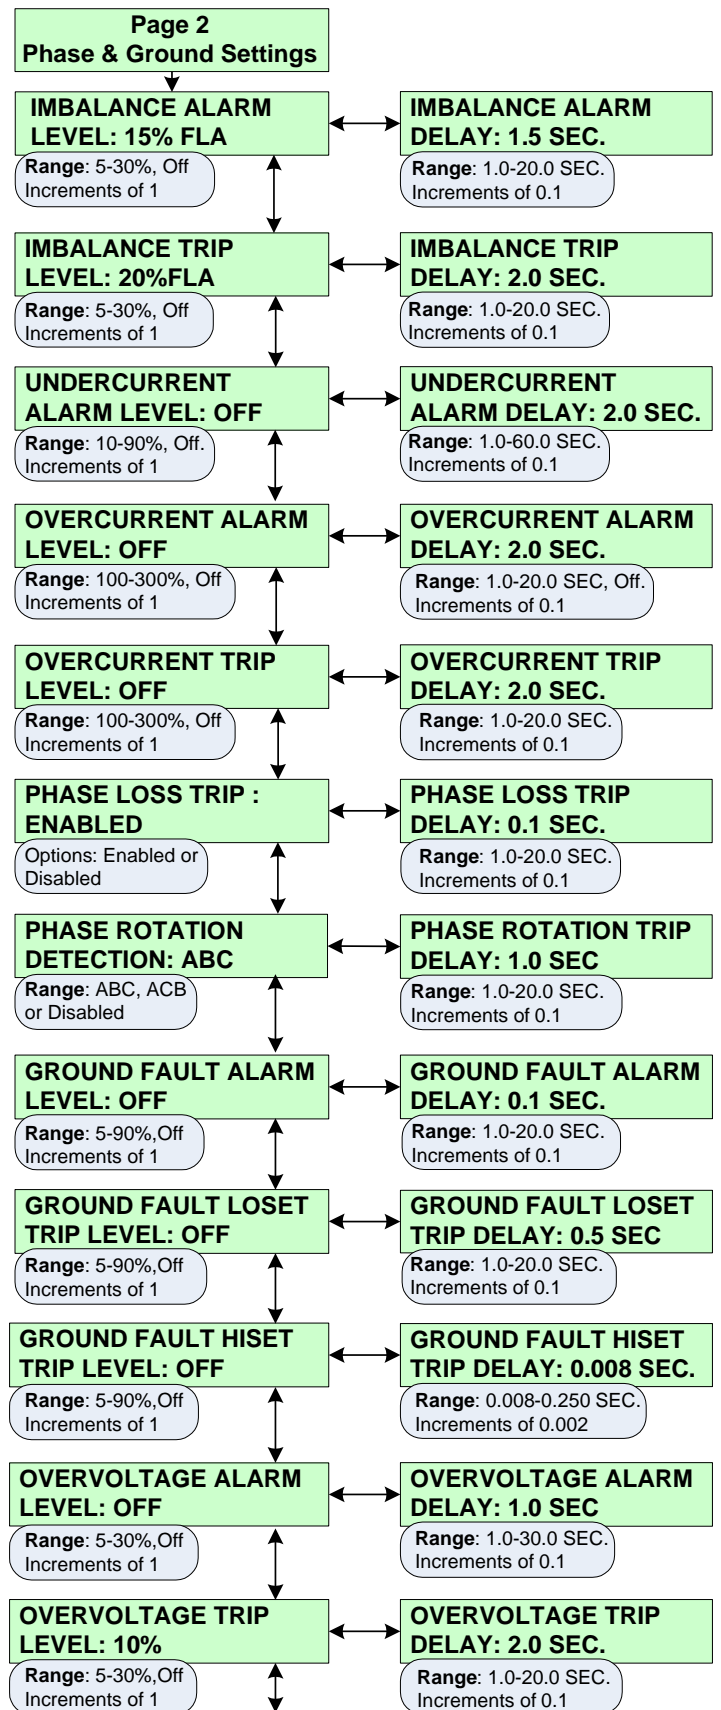 Page 2
Phase & Ground Settings
IMBALANCE ALARM
LEVEL: 15% FLA
Range: 5-30%, Off
Increments of 1
IMBALANCE ALARM
DELAY: 1.5 SEC.
Range: 1.0-20.0 SEC.
Increments of 0.1
IMBALANCE TRIP
LEVEL: 20%FLA
Range: 5-30%, Off
Increments of 1
IMBALANCE TRIP
DELAY: 2.0 SEC.
Range: 1.0-20.0 SEC.
Increments of 0.1
UNDERCURRENT
ALARM LEVEL: OFF
Range: 10-90%, Off.
Increments of 1
UNDERCURRENT
ALARM DELAY: 2.0 SEC.
Range: 1.0-60.0 SEC.
Increments of 0.1
OVERCURRENT ALARM
LEVEL: OFF
Range: 100-300%, Off
Increments of 1
OVERCURRENT ALARM
DELAY: 2.0 SEC.
Range: 1.0-20.0 SEC, Off.
Increments of 0.1
OVERCURRENT TRIP
LEVEL: OFF
Range: 100-300%, Off
Increments of 1
OVERCURRENT TRIP
DELAY: 2.0 SEC.
Range: 1.0-20.0 SEC.
Increments of 0.1
PHASE LOSS TRIP :
ENABLED
Options: Enabled or
Disabled
PHASE LOSS TRIP
DELAY: 0.1 SEC.
Range: 1.0-20.0 SEC.
Increments of 0.1
PHASE ROTATION
DETECTION: ABC
Range: ABC, ACB
or Disabled
PHASE ROTATION TRIP
DELAY: 1.0 SEC
Range: 1.0-20.0 SEC.
Increments of 0.1
GROUND FAULT ALARM
LEVEL: OFF
Range: 5-90%,Off
Increments of 1
GROUND FAULT ALARM
DELAY: 0.1 SEC.
Range: 1.0-20.0 SEC.
Increments of 0.1
GROUND FAULT LOSET
TRIP LEVEL: OFF
Range: 5-90%,Off
Increments of 1
GROUND FAULT LOSET
TRIP DELAY: 0.5 SEC
Range: 1.0-20.0 SEC.
Increments of 0.1
GROUND FAULT HISET
TRIP LEVEL: OFF
Range: 5-90%,Off
Increments of 1
GROUND FAULT HISET
TRIP DELAY: 0.008 SEC.
Range: 0.008-0.250 SEC.
Increments of 0.002
OVERVOLTAGE ALARM
LEVEL: OFF
Range: 5-30%,Off
Increments of 1
OVERVOLTAGE ALARM
DELAY: 1.0 SEC
Range: 1.0-30.0 SEC.
Increments of 0.1
OVERVOLTAGE TRIP
LEVEL: 10%
Range: 5-30%,Off
Increments of 1
OVERVOLTAGE TRIP
DELAY: 2.0 SEC.
Range: 1.0-20.0 SEC.
Increments of 0.1